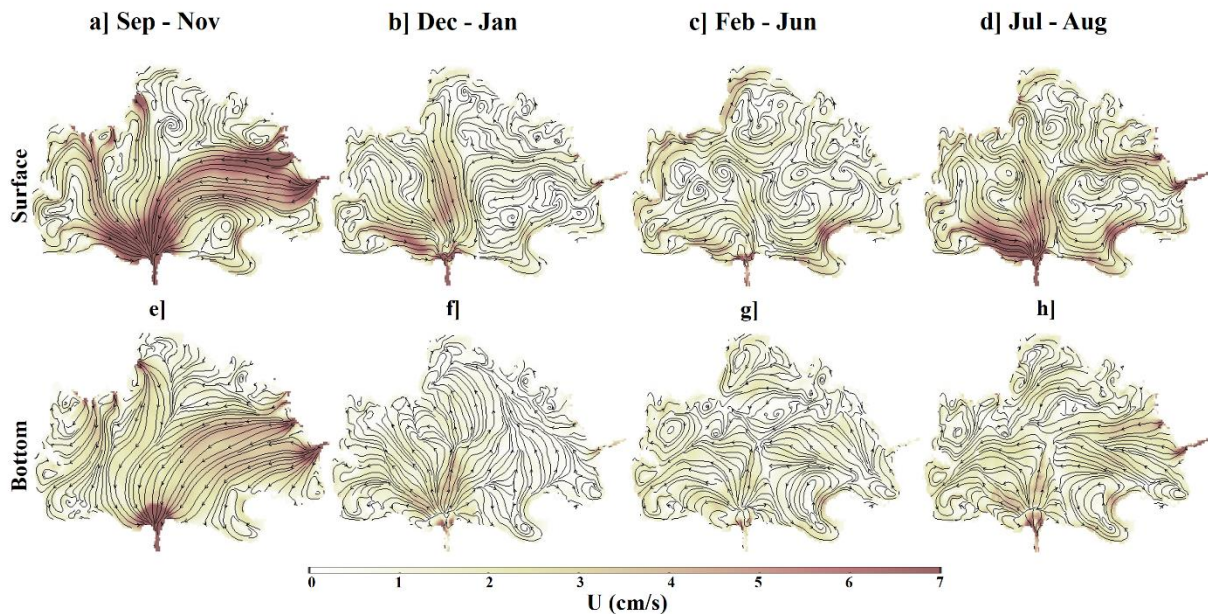 a] Sep - Nov
b] Dec - Jan
c] Feb - Jun
d] Jul - Aug
Surface
e]
f]
g]
h]
Bottom
0 1 2 3 4 5 6 7
U (cm/s)